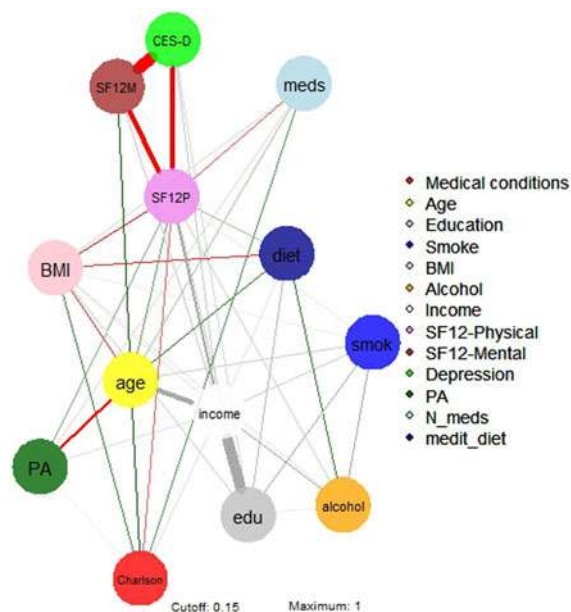 CES-D
SF12M
meds
SF12P
diet
BMI
smok
age
income
PA
edu
alcohol
Charlson
Medical conditions
Age
Education
Smoke
BMI
Alcohol
Income
SF12-Physical
SF12-Mental
Depression
PA
N_meds
medit_diet
Cutoff: 0.15 Maximum: 1